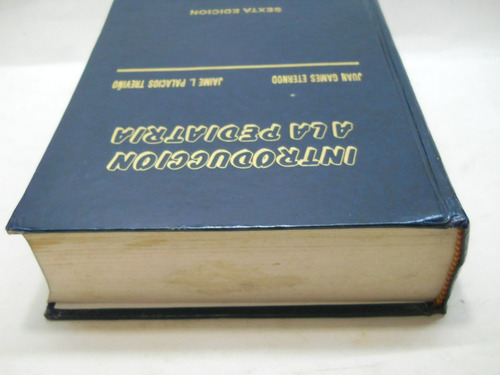 INTRODUCCION
A LA PEDIATRIA
JUAN GAMES ETERNOD
JAIME L. PALACIOS TREVIÑO
SEXTA EDICION